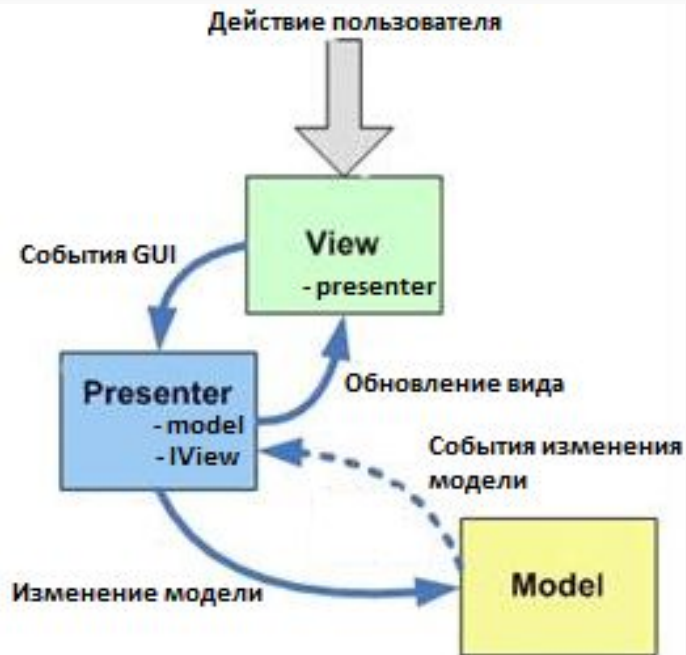 Действие пользователя
View
- presenter
События GUI
Presenter
- model
- IView
Обновление вида
События изменения
модели
Изменение модели
Model